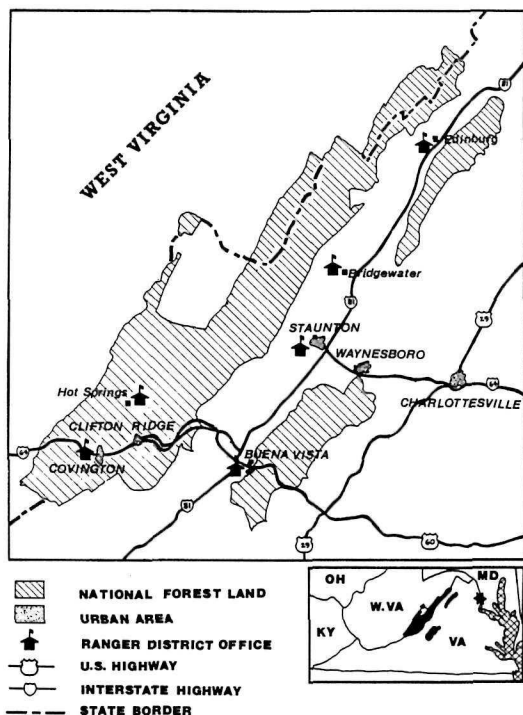 WEST VIRGINIA
81
Edinburg
Bridgewater
81
29
STAUNTON
WAYNESBORO
64
CHARLOTTESVILLE
Hot Springs
CLIFTON RIDGE
64
COVINGTON
BUENA VISTA
81
29
60
NATIONAL FOREST LAND
URBAN AREA
RANGER DISTRICT OFFICE
U.S. HIGHWAY
INTERSTATE HIGHWAY
STATE BORDER
OH
MD
W.VA
KY
VA